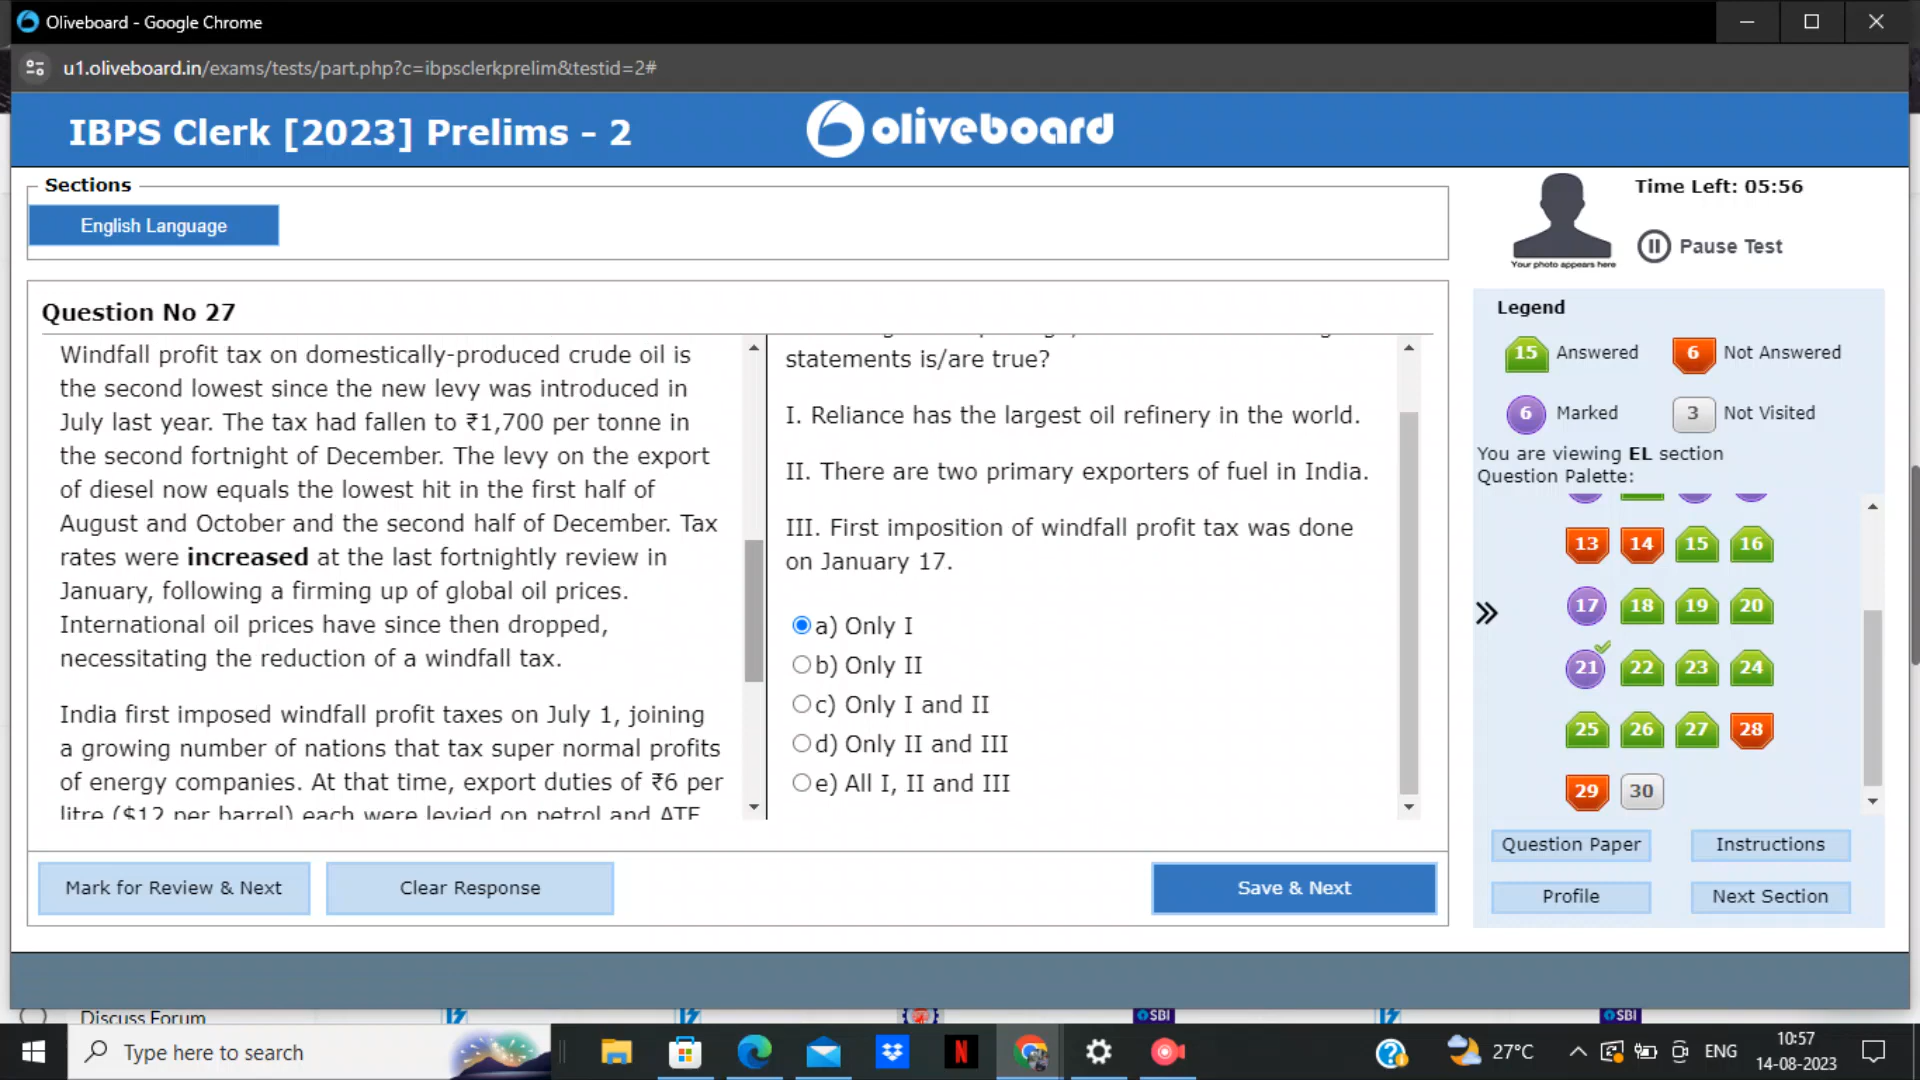 Oliveboard - Google Chrome
u1.oliveboard.in/exams/tests/part.php?c=ibpsclerkprelim&testid=2#
IBPS Clerk [2023] Prelims - 2
oliveboard
Sections
English Language
Time Left: 05:56
Pause Test
Your photo appears here
Question No 27
Windfall profit tax on domestically-produced crude oil is
the second lowest since the new levy was introduced in
July last year. The tax had fallen to ₹1,700 per tonne in
the second fortnight of December. The levy on the export
of diesel now equals the lowest hit in the first half of
August and October and the second half of December. Tax
rates were increased at the last fortnightly review in
January, following a firming up of global oil prices.
International oil prices have since then dropped,
necessitating the reduction of a windfall tax.
India first imposed windfall profit taxes on July 1, joining
a growing number of nations that tax super normal profits
of energy companies. At that time, export duties of ₹6 per
litre ($12 per barrel) each were levied on petrol and ATF
statements is/are true?
I. Reliance has the largest oil refinery in the world.
II. There are two primary exporters of fuel in India.
III. First imposition of windfall profit tax was done
on January 17.
a) Only I
b) Only II
c) Only I and II
d) Only II and III
e) All I, II and III
Legend
15 Answered
6 Not Answered
6 Marked
3 Not Visited
You are viewing EL section
Question Palette:
13 14 15 16
17 18 19 20
21 22 23 24
25 26 27 28
29 30
Question Paper
Instructions
Profile
Next Section
Mark for Review & Next
Clear Response
Save & Next
Discuss Forum
SBI
SBI
Type here to search
27°C
ENG
10:57
14-08-2023